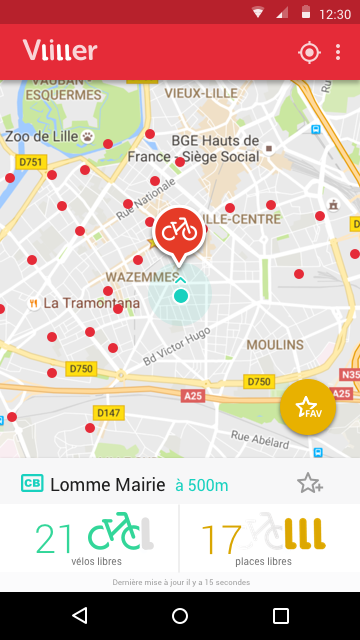 12:30
Vlille
VAUBAN -
ESQUERMES
VIEUX-LILLE
Ru
Zoo de Lille
BGE Hauts de
France - Siège Social
D751
Rue Nationale
LILLE-CENTRE
WAZEMMES
La Tramontana
Bd Victor Hugo
MOULINS
D750
D750
N35
A25
A25
D147
FAV
Rue Abélard
CB Lomme Mairie à 500m
21
vélos libres
17
places libres
Dernière mise à jour il y a 15 secondes